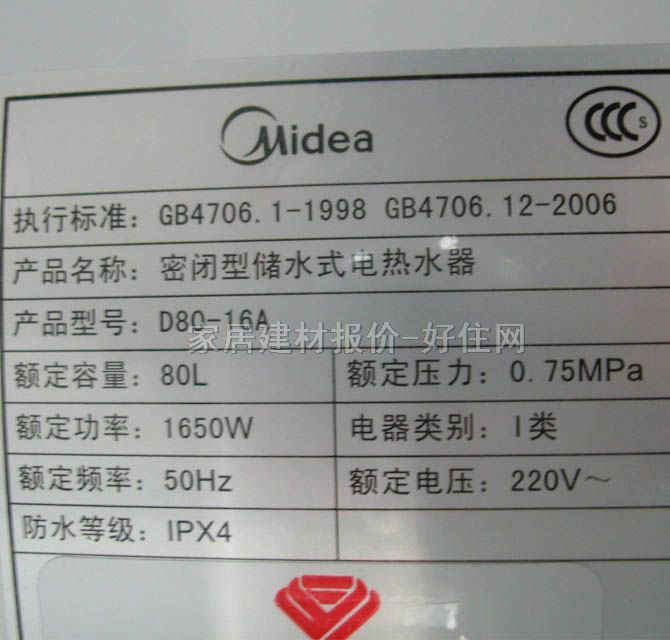 Midea
CCC S
执行标准: GB4706.1-1998 GB4706.12-2006
产品名称: 密闭型储水式电热水器
产品型号: D80-16A
家居建材报价-好住网
额定容量: 80L 额定压力: 0.75MPa
额定功率: 1650W 电器类别: I类
额定频率: 50Hz 额定电压: 220V～
防水等级: IPX4